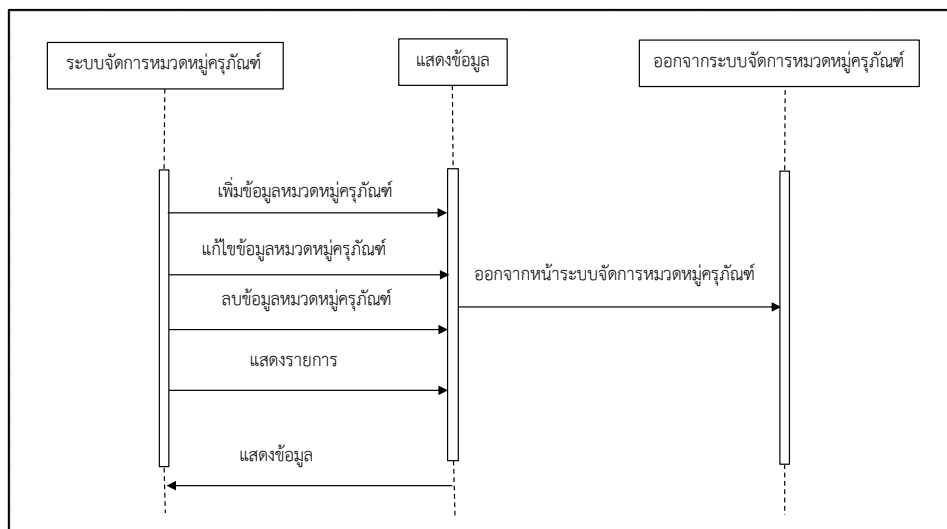 ระบบจัดการหมวดหมู่ครุภัณฑ์
แสดงข้อมูล
ออกจากระบบจัดการหมวดหมู่ครุภัณฑ์
เพิ่มข้อมูลหมวดหมู่ครุภัณฑ์
แก้ไขข้อมูลหมวดหมู่ครุภัณฑ์
ออกจากหน้าระบบจัดการหมวดหมู่ครุภัณฑ์
ลบข้อมูลหมวดหมู่ครุภัณฑ์
แสดงรายการ
แสดงข้อมูล